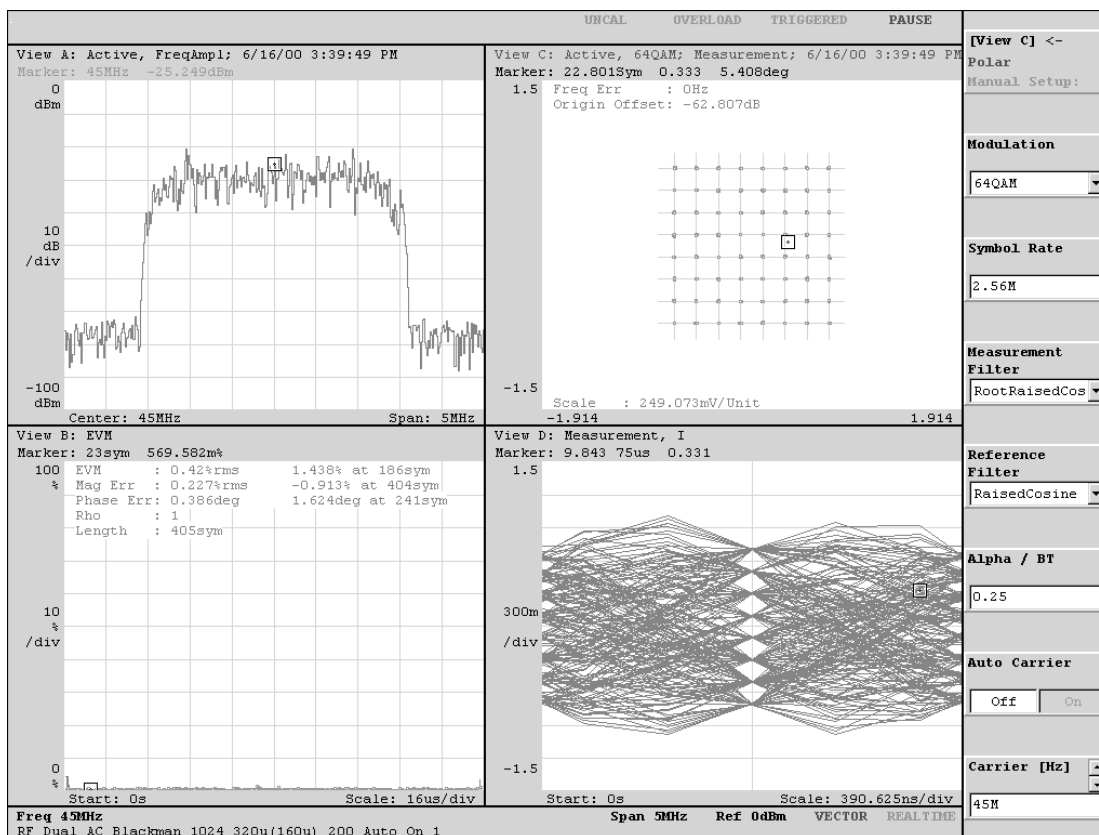 UNCAL OVERLOAD TRIGGERED PAUSE
View A: Active, FreqAmpl; 6/16/00 3:39:49 PM
Marker: 45MHz -25.249dBm
0
dBm
10
dB
/div
-100
dBm
Center: 45MHz Span: 5MHz
View C: Active, 64QAM; Measurement; 6/16/00 3:39:49 PM
Marker: 22.801Sym 0.333 5.408deg
1.5
Freq Err : 0Hz
Origin Offset: -62.807dB
-1.5
Scale : 249.073mV/Unit
-1.914 1.914
View B: EVM
Marker: 23sym 569.582m%
100
%
EVM : 0.42%rms 1.438% at 186sym
Mag Err : 0.227%rms -0.913% at 404sym
Phase Err: 0.386deg 1.624deg at 241sym
Rho : 1
Length : 405sym
10
%
/div
0
%
Start: 0s Scale: 16us/div
View D: Measurement, I
Marker: 9.843 75us 0.331
1.5
300m
/div
-1.5
Start: 0s Scale: 390.625ns/div
Freq 45MHz Span 5MHz Ref 0dBm VECTOR REALTIME
RF Dual AC Blackman 1024 320u(160u) 200 Auto On 1
[View C] <-
Polar
Manual Setup:
Modulation
64QAM
Symbol Rate
2.56M
Measurement
Filter
RootRaisedCos
Reference
Filter
RaisedCosine
Alpha / BT
0.25
Auto Carrier
Off On
Carrier [Hz]
45M